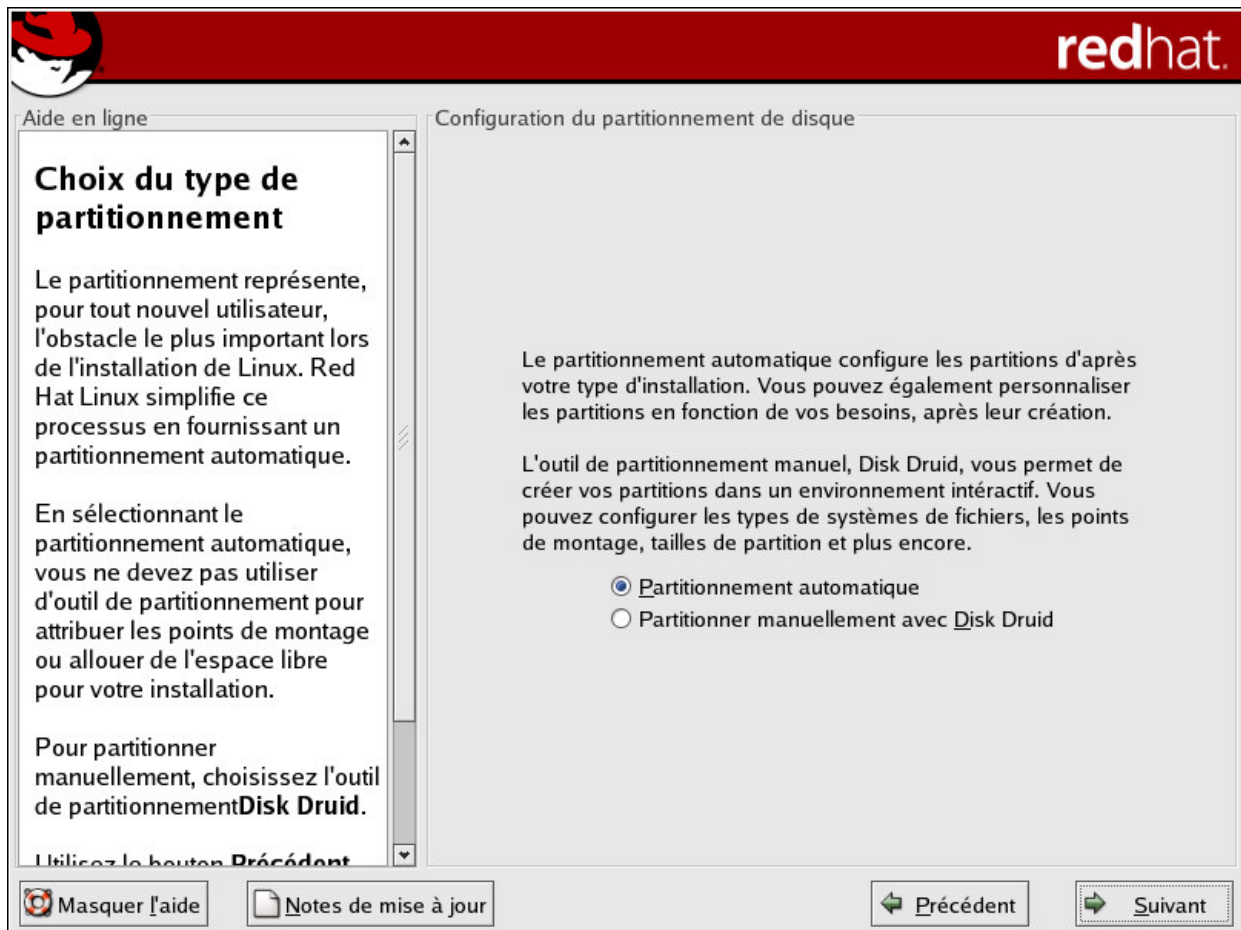 redhat.
Aide en ligne
Choix du type de
partitionnement
Le partitionnement représente,
pour tout nouvel utilisateur,
l'obstacle le plus important lors
de l'installation de Linux. Red
Hat Linux simplifie ce
processus en fournissant un
partitionnement automatique.
En sélectionnant le
partitionnement automatique,
vous ne devez pas utiliser
d'outil de partitionnement pour
attribuer les points de montage
ou allouer de l'espace libre
pour votre installation.
Pour partitionner
manuellement, choisissez l'outil
de partitionnementDisk Druid.
Utilisez le bouton Précédent
Configuration du partitionnement de disque
Le partitionnement automatique configure les partitions d'après
votre type d'installation. Vous pouvez également personnaliser
les partitions en fonction de vos besoins, après leur création.
L'outil de partitionnement manuel, Disk Druid, vous permet de
créer vos partitions dans un environnement intéractif. Vous
pouvez configurer les types de systèmes de fichiers, les points
de montage, tailles de partition et plus encore.
Partitionnement automatique
Partitionner manuellement avec Disk Druid
Masquer l'aide
Notes de mise à jour
Précédent
Suivant